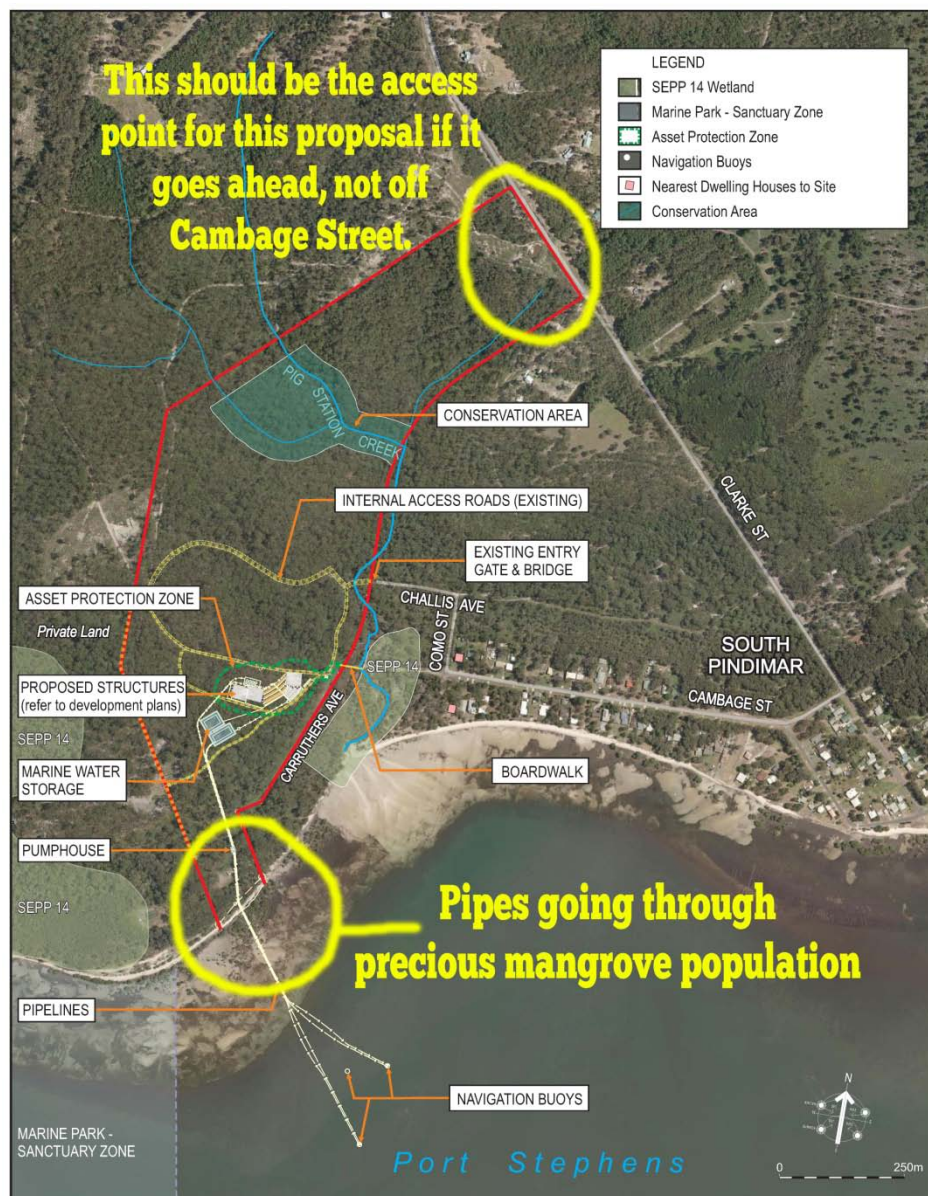 This should be the access
point for this proposal if it
goes ahead, not off
Cambage Street.
LEGEND
SEPP 14 Wetland
Marine Park - Sanctuary Zone
Asset Protection Zone
Navigation Buoys
Nearest Dwelling Houses to Site
Conservation Area
PIG STATION CREEK
CONSERVATION AREA
INTERNAL ACCESS ROADS (EXISTING)
CLARKE ST
EXISTING ENTRY
GATE & BRIDGE
CHALLIS AVE
COMO ST
ASSET PROTECTION ZONE
Private Land
SEPP 14
SOUTH
PINDIMAR
CAMBAGE ST
PROPOSED STRUCTURES
(refer to development plans)
SEPP 14
CARRUTHERS AVE
MARINE WATER
STORAGE
BOARDWALK
PUMPHOUSE
SEPP 14
Pipes going through
precious mangrove population
PIPELINES
NAVIGATION BUOYS
MARINE PARK -
SANCTUARY ZONE
Port Stephens
N
0 250m